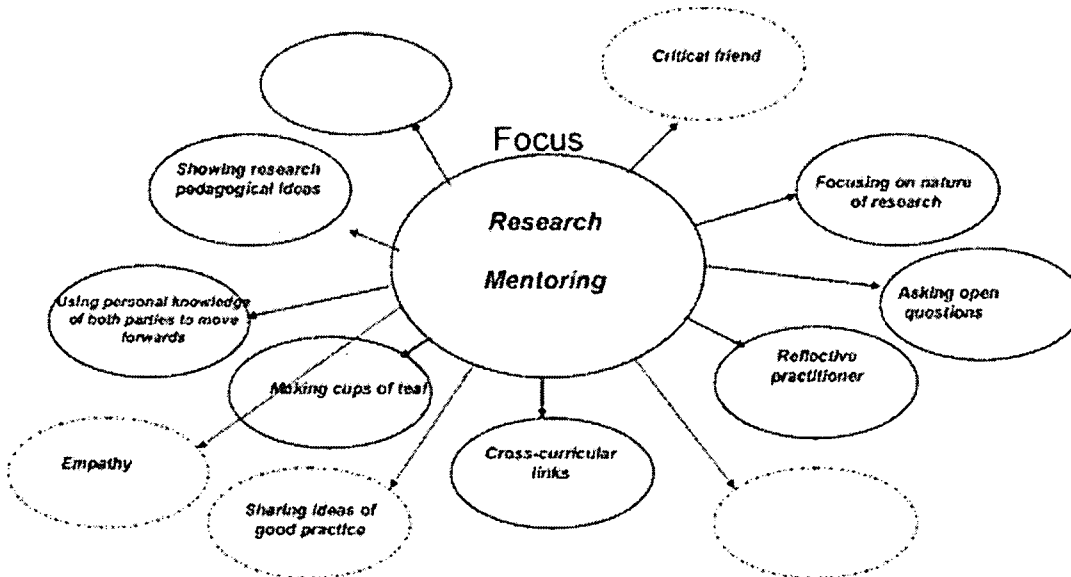 Critical friend
Focus
Showing research
pedagogical ideas
Focusing on nature
of research
Research
Mentoring
Using personal knowledge
of both parties to move
forwards
Asking open
questions
Reflective
practitioner
Making cups of tea!
Empathy
Cross-curricular
links
Sharing ideas of
good practice